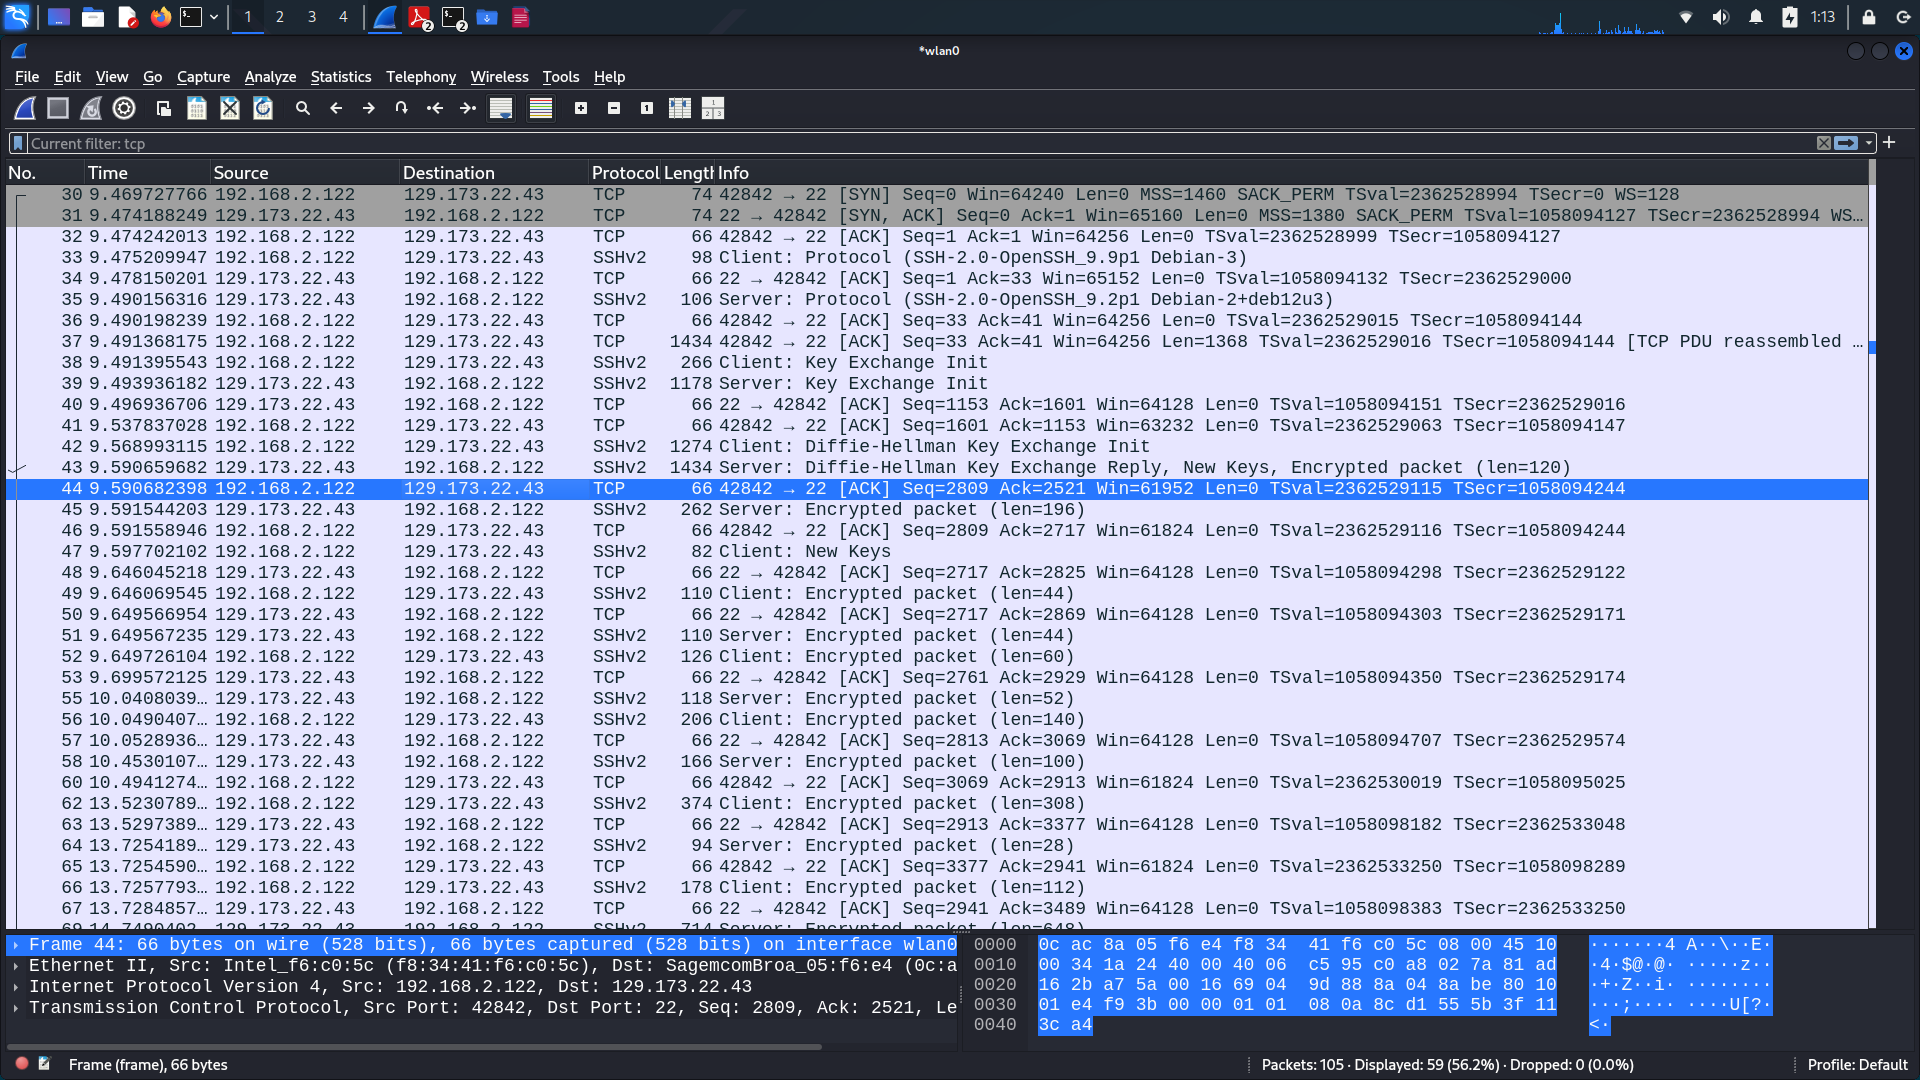 1 2 3 4 2 2 1:13
*wlan0
File Edit View Go Capture Analyze Statistics Telephony Wireless Tools Help
Current filter: tcp
No. Time Source Destination Protocol Length Info
30 9.469727766 192.168.2.122 129.173.22.43 TCP 74 42842 → 22 [SYN] Seq=0 Win=64240 Len=0 MSS=1460 SACK_PERM TSval=2362528994 TSecr=0 WS=128
31 9.474188249 129.173.22.43 192.168.2.122 TCP 74 22 → 42842 [SYN, ACK] Seq=0 Ack=1 Win=65160 Len=0 MSS=1380 SACK_PERM TSval=1058094127 TSecr=2362528994 WS…
32 9.474242013 192.168.2.122 129.173.22.43 TCP 66 42842 → 22 [ACK] Seq=1 Ack=1 Win=64256 Len=0 TSval=2362528999 TSecr=1058094127
33 9.475209947 192.168.2.122 129.173.22.43 SSHv2 98 Client: Protocol (SSH-2.0-OpenSSH_9.9p1 Debian-3)
34 9.478150201 129.173.22.43 192.168.2.122 TCP 66 22 → 42842 [ACK] Seq=1 Ack=33 Win=65152 Len=0 TSval=1058094132 TSecr=2362529000
35 9.490156316 129.173.22.43 192.168.2.122 SSHv2 106 Server: Protocol (SSH-2.0-OpenSSH_9.2p1 Debian-2+deb12u3)
36 9.490198239 192.168.2.122 129.173.22.43 TCP 66 42842 → 22 [ACK] Seq=33 Ack=41 Win=64256 Len=0 TSval=2362529015 TSecr=1058094144
37 9.491368175 192.168.2.122 129.173.22.43 TCP 1434 42842 → 22 [ACK] Seq=33 Ack=41 Win=64256 Len=1368 TSval=2362529016 TSecr=1058094144 [TCP PDU reassembled …
38 9.491395543 192.168.2.122 129.173.22.43 SSHv2 266 Client: Key Exchange Init
39 9.493936182 129.173.22.43 192.168.2.122 SSHv2 1178 Server: Key Exchange Init
40 9.496936706 129.173.22.43 192.168.2.122 TCP 66 22 → 42842 [ACK] Seq=1153 Ack=1601 Win=64128 Len=0 TSval=1058094151 TSecr=2362529016
41 9.537837028 192.168.2.122 129.173.22.43 TCP 66 42842 → 22 [ACK] Seq=1601 Ack=1153 Win=63232 Len=0 TSval=2362529063 TSecr=1058094147
42 9.568993115 192.168.2.122 129.173.22.43 SSHv2 1274 Client: Diffie-Hellman Key Exchange Init
43 9.590659682 129.173.22.43 192.168.2.122 SSHv2 1434 Server: Diffie-Hellman Key Exchange Reply, New Keys, Encrypted packet (len=120)
44 9.590682398 192.168.2.122 129.173.22.43 TCP 66 42842 → 22 [ACK] Seq=2809 Ack=2521 Win=61952 Len=0 TSval=2362529115 TSecr=1058094244
45 9.591544203 129.173.22.43 192.168.2.122 SSHv2 262 Server: Encrypted packet (len=196)
46 9.591558946 192.168.2.122 129.173.22.43 TCP 66 42842 → 22 [ACK] Seq=2809 Ack=2717 Win=61824 Len=0 TSval=2362529116 TSecr=1058094244
47 9.597702102 192.168.2.122 129.173.22.43 SSHv2 82 Client: New Keys
48 9.646045218 129.173.22.43 192.168.2.122 TCP 66 22 → 42842 [ACK] Seq=2717 Ack=2825 Win=64128 Len=0 TSval=1058094298 TSecr=2362529122
49 9.646069545 192.168.2.122 129.173.22.43 SSHv2 110 Client: Encrypted packet (len=44)
50 9.649566954 129.173.22.43 192.168.2.122 TCP 66 22 → 42842 [ACK] Seq=2717 Ack=2869 Win=64128 Len=0 TSval=1058094303 TSecr=2362529171
51 9.649567235 129.173.22.43 192.168.2.122 SSHv2 110 Server: Encrypted packet (len=44)
52 9.649726104 192.168.2.122 129.173.22.43 SSHv2 126 Client: Encrypted packet (len=60)
53 9.699572125 129.173.22.43 192.168.2.122 TCP 66 22 → 42842 [ACK] Seq=2761 Ack=2929 Win=64128 Len=0 TSval=1058094350 TSecr=2362529174
55 10.0408039… 129.173.22.43 192.168.2.122 SSHv2 118 Server: Encrypted packet (len=52)
56 10.0490407… 192.168.2.122 129.173.22.43 SSHv2 206 Client: Encrypted packet (len=140)
57 10.0528936… 129.173.22.43 192.168.2.122 TCP 66 22 → 42842 [ACK] Seq=2813 Ack=3069 Win=64128 Len=0 TSval=1058094707 TSecr=2362529574
58 10.4530107… 129.173.22.43 192.168.2.122 SSHv2 166 Server: Encrypted packet (len=100)
60 10.4941274… 192.168.2.122 129.173.22.43 TCP 66 42842 → 22 [ACK] Seq=3069 Ack=2913 Win=61824 Len=0 TSval=2362530019 TSecr=1058095025
62 13.5230789… 192.168.2.122 129.173.22.43 SSHv2 374 Client: Encrypted packet (len=308)
63 13.5297389… 129.173.22.43 192.168.2.122 TCP 66 22 → 42842 [ACK] Seq=2913 Ack=3377 Win=64128 Len=0 TSval=1058098182 TSecr=2362533048
64 13.7254189… 129.173.22.43 192.168.2.122 SSHv2 94 Server: Encrypted packet (len=28)
65 13.7254590… 192.168.2.122 129.173.22.43 TCP 66 42842 → 22 [ACK] Seq=3377 Ack=2941 Win=61824 Len=0 TSval=2362533250 TSecr=1058098289
66 13.7257793… 192.168.2.122 129.173.22.43 SSHv2 178 Client: Encrypted packet (len=112)
67 13.7284857… 129.173.22.43 192.168.2.122 TCP 66 22 → 42842 [ACK] Seq=2941 Ack=3489 Win=64128 Len=0 TSval=1058098383 TSecr=2362533250
Frame 44: 66 bytes on wire (528 bits), 66 bytes captured (528 bits) on interface wlan0
Ethernet II, Src: Intel_f6:c0:5c (f8:34:41:f6:c0:5c), Dst: SagemcomBroa_05:f6:e4 (0c:a
Internet Protocol Version 4, Src: 192.168.2.122, Dst: 129.173.22.43
Transmission Control Protocol, Src Port: 42842, Dst Port: 22, Seq: 2809, Ack: 2521, Le
0000 0c ac 8a 05 f6 e4 f8 34 41 f6 c0 5c 08 00 45 10 ·······4 A··\··E·
0010 00 34 1a 24 40 00 40 06 c5 95 c0 a8 02 7a 81 ad ·4·$@·@· ·····z··
0020 16 2b a7 5a 00 16 69 04 9d 88 8a 04 8a be 80 10 ·+·Z··i· ········
0030 01 e4 f9 3b 00 00 01 01 08 0a 8c d1 55 5b 3f 11 ···;···· ····U[?·
0040 3c a4 <·
Frame (frame), 66 bytes
Packets: 105 · Displayed: 59 (56.2%) · Dropped: 0 (0.0%)
Profile: Default